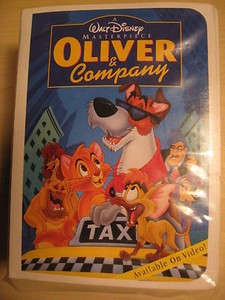 A
WALT DISNEY
MASTERPIECE
OLIVER
&
Company
TAXI
Available On Video!